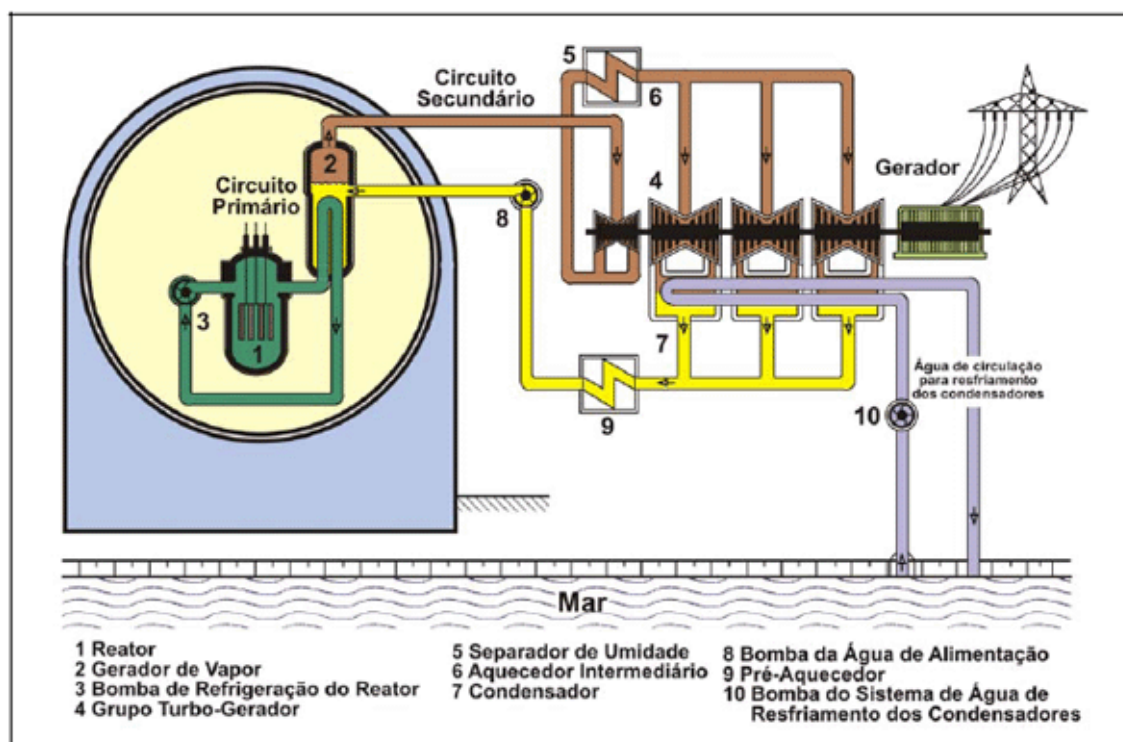 5
Circuito
Secundário
6
2
Gerador
4
Circuito
Primário
8
3
1
7
Água de circulação
para resfriamento
dos condensadores
10
9
Mar
1 Reator
2 Gerador de Vapor
3 Bomba de Refrigeração do Reator
4 Grupo Turbo-Gerador
5 Separador de Umidade
6 Aquecedor Intermediário
7 Condensador
8 Bomba da Água de Alimentação
9 Pré-Aquecedor
10 Bomba do Sistema de Água de
Resfriamento dos Condensadores